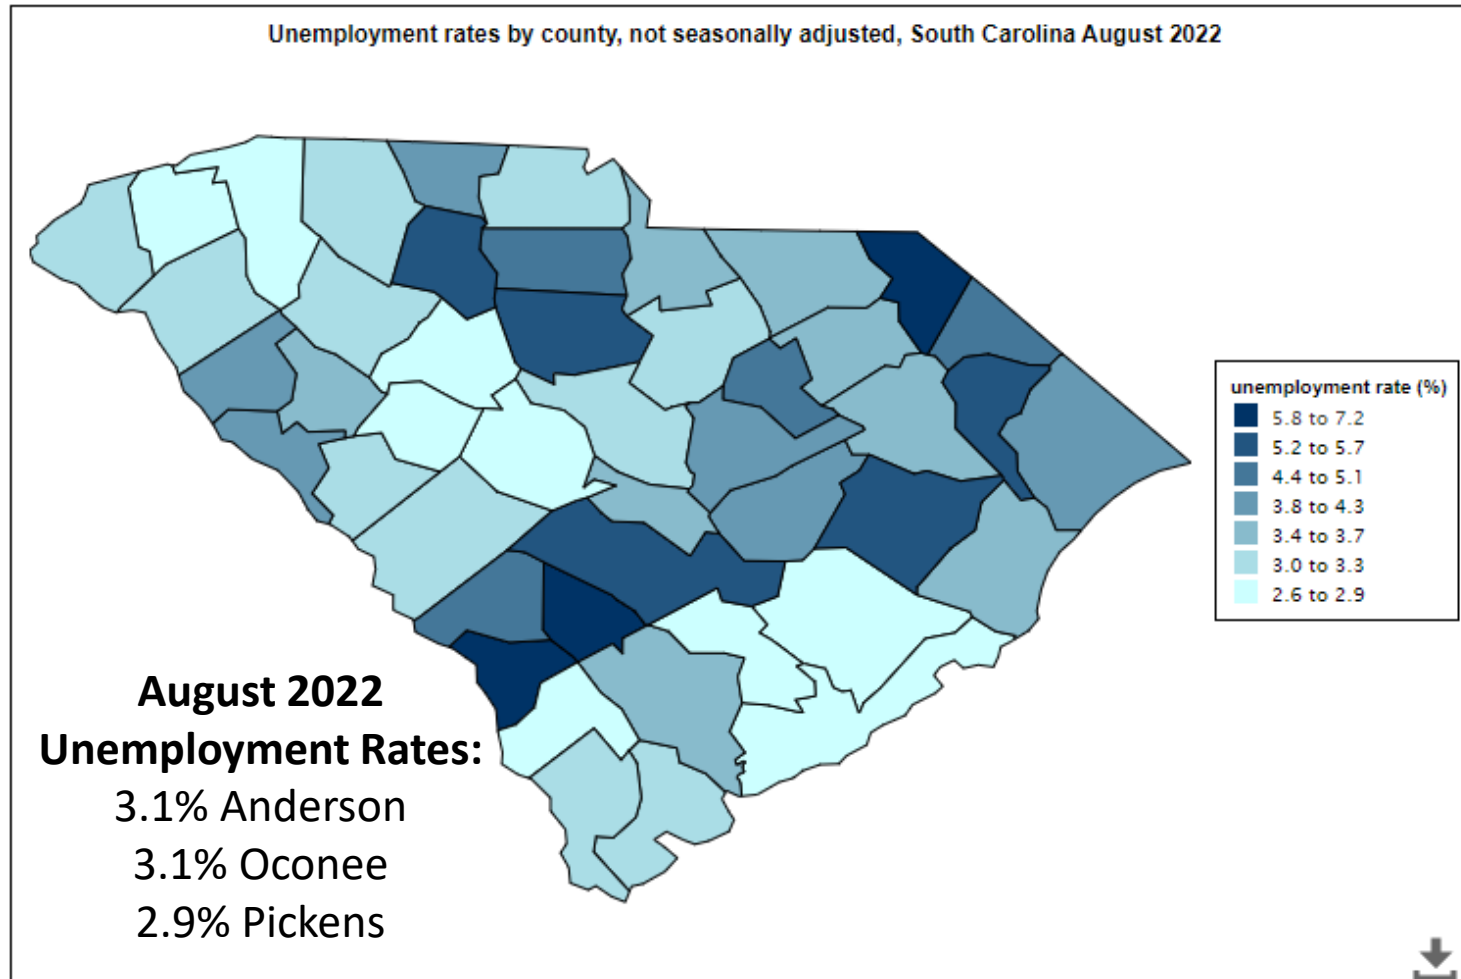 Unemployment rates by county, not seasonally adjusted, South Carolina August 2022
unemployment rate (%)
5.8 to 7.2
5.2 to 5.7
4.4 to 5.1
3.8 to 4.3
3.4 to 3.7
3.0 to 3.3
2.6 to 2.9
August 2022
Unemployment Rates:
3.1% Anderson
3.1% Oconee
2.9% Pickens